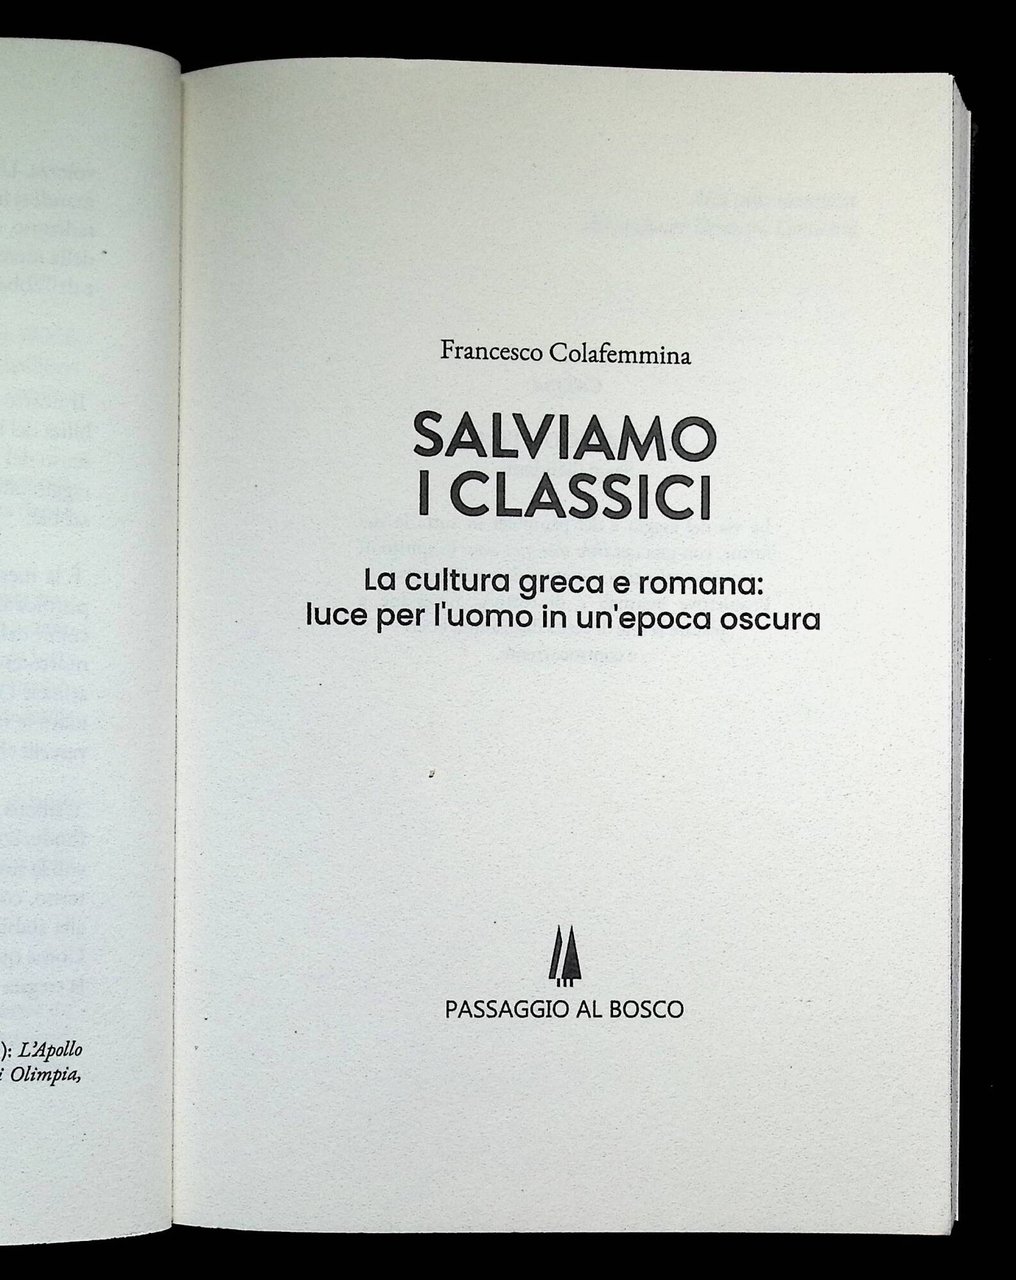 ): L'Apollo
i Olimpia,
Francesco Colafemmina
SALVIAMO
I CLASSICI
La cultura greca e romana:
luce per l'uomo in un'epoca oscura
PASSAGGIO AL BOSCO